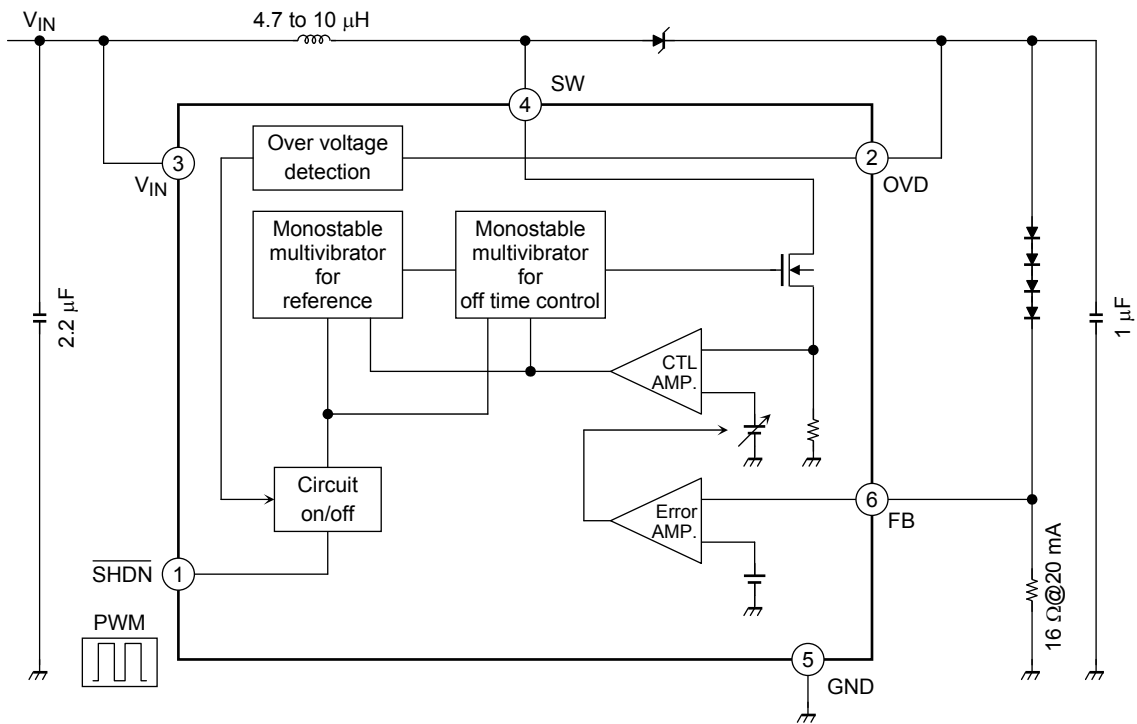 VIN
4.7 to 10 μH
SW
4
Over voltage
detection
3
VIN
2
OVD
Monostable
multivibrator
for
reference
Monostable
multivibrator
for
off time control
2.2 μF
1 μF
CTL
AMP.
Circuit
on/off
Error
AMP.
6
FB
SHDN
1
16 Ω@20 mA
PWM
5
GND